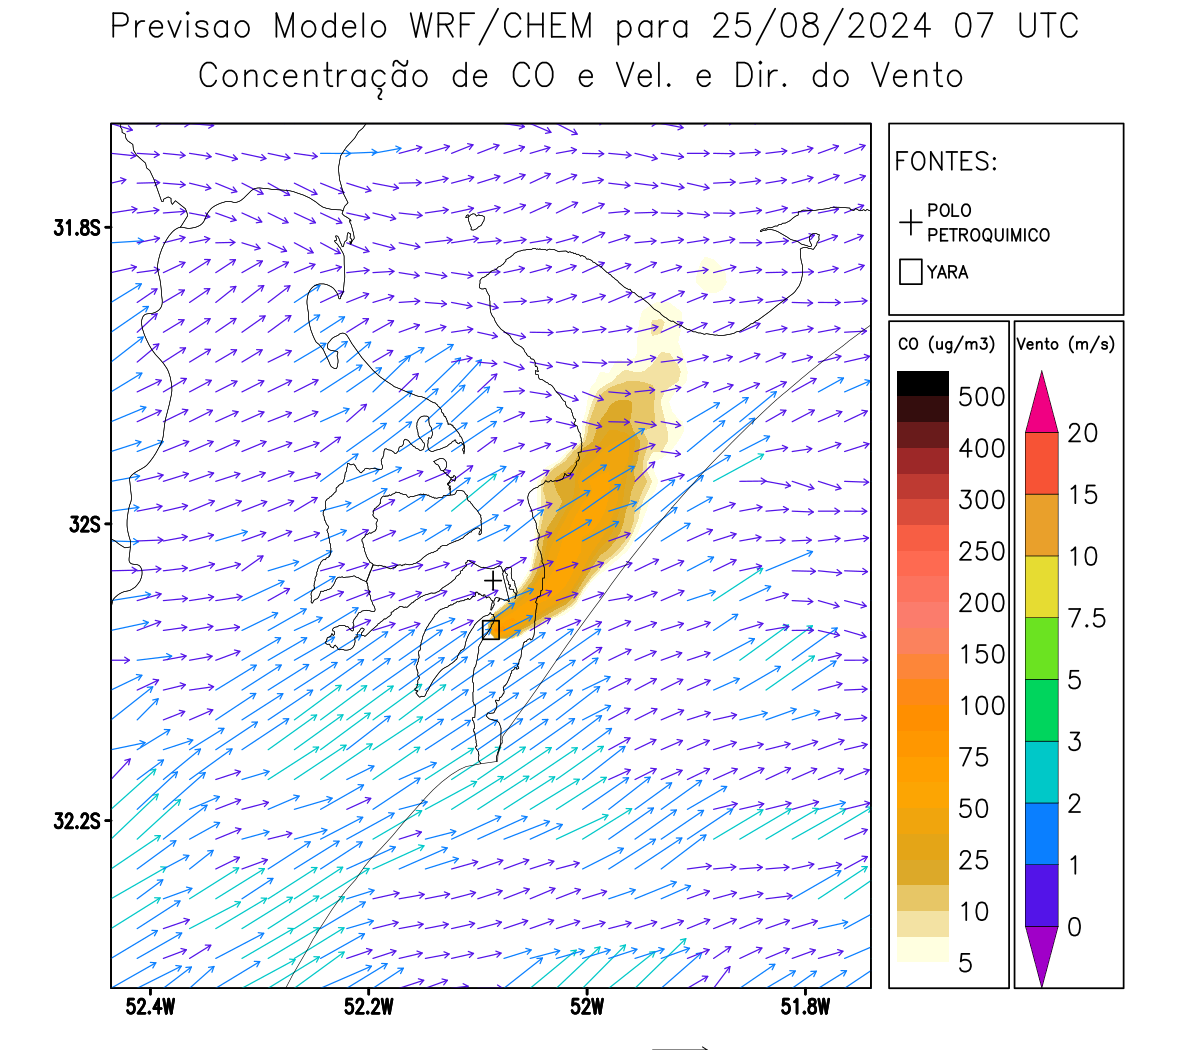 Previsao Modelo WRF/CHEM para 25/08/2024 07 UTC
Concentração de CO e Vel. e Dir. do Vento
FONTES:
POLO
PETROQUIMICO
YARA
31.8S
32S
32.2S
52.4W
52.2W
52W
51.8W
CO (ug/m3)
500
400
300
250
200
150
100
75
50
25
10
5
Vento (m/s)
20
15
10
7.5
5
3
2
1
0